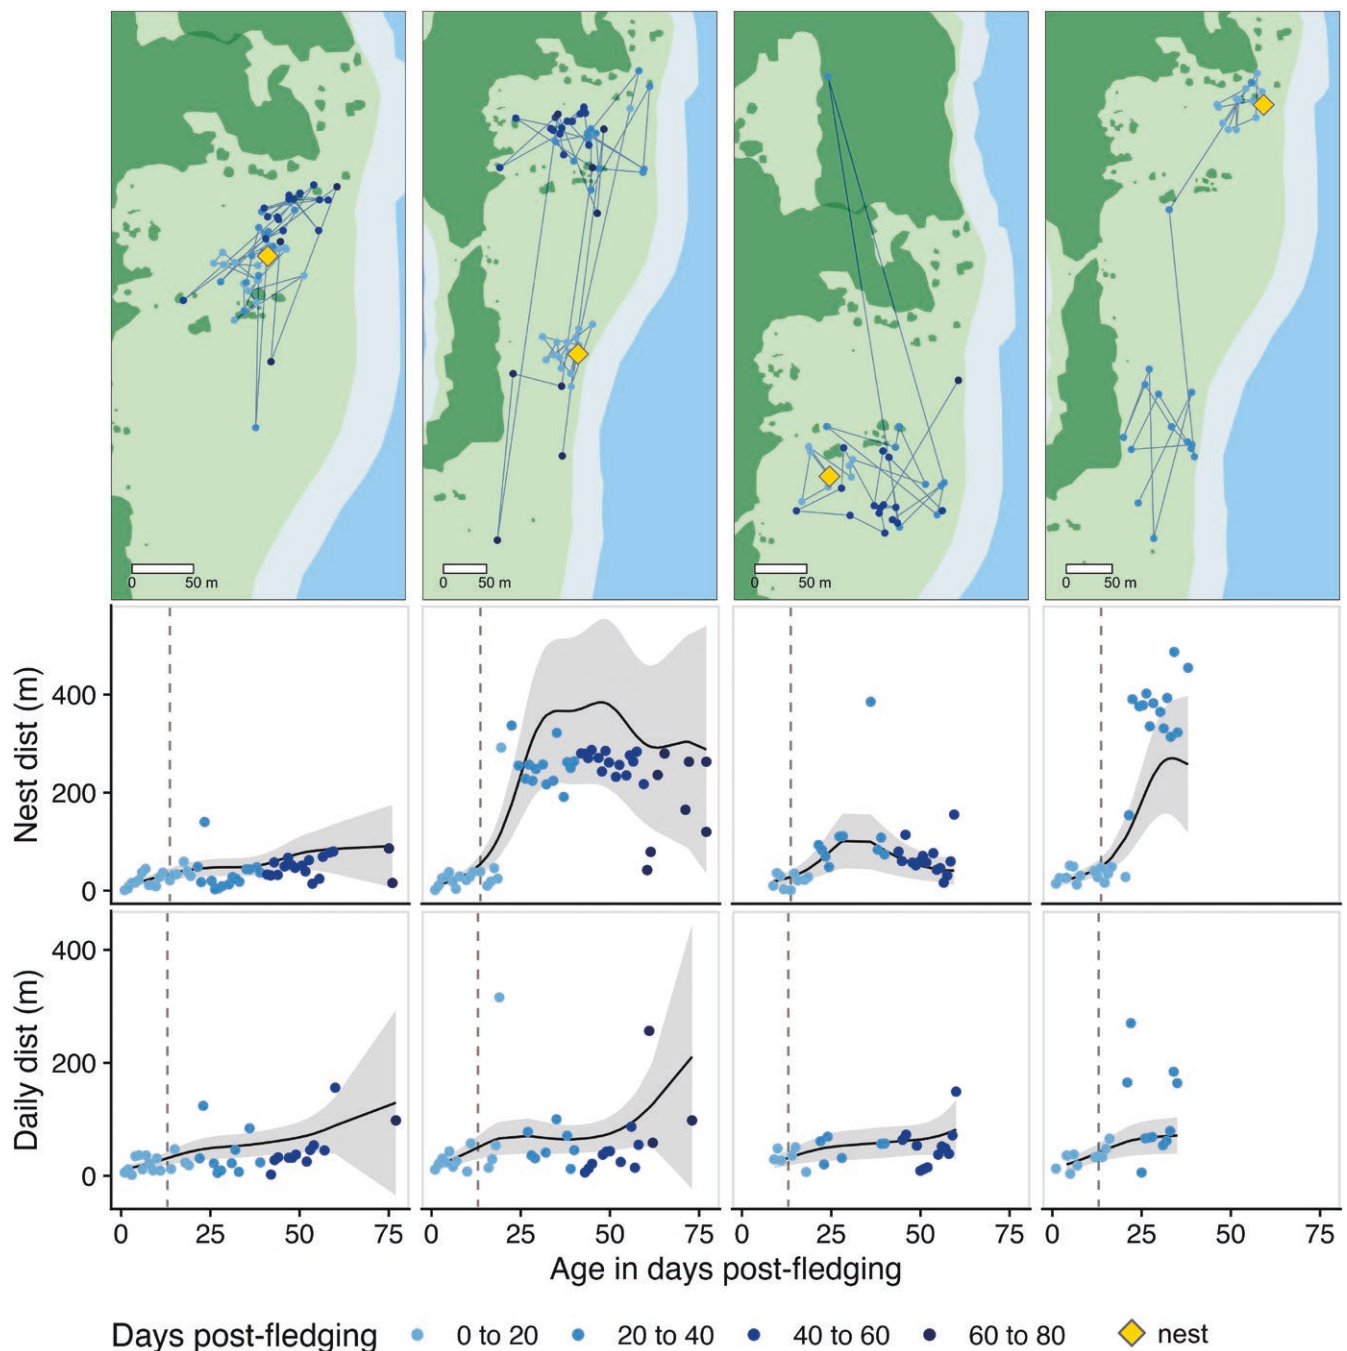 0 50 m 0 50 m 0 50 m 0 50 m
Nest dist (m)
400
200
0
Daily dist (m)
400
200
0
0 25 50 75 0 25 50 75 0 25 50 75 0 25 50 75
Age in days post-fledging
Days post-fledging 0 to 20 20 to 40 40 to 60 60 to 80 nest